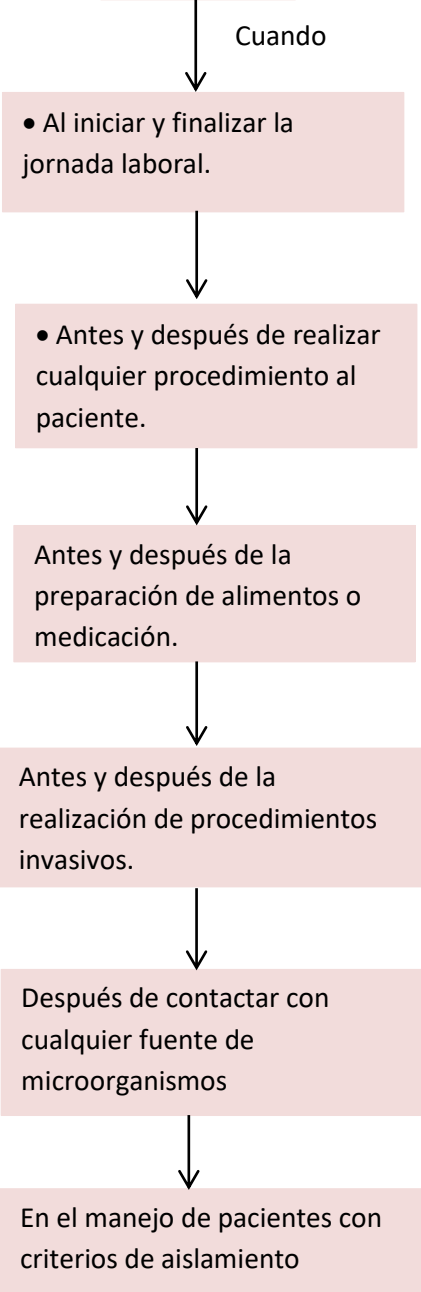 Cuando
• Al iniciar y finalizar la
jornada laboral.
• Antes y después de realizar
cualquier procedimiento al
paciente.
Antes y después de la
preparación de alimentos o
medicación.
Antes y después de la
realización de procedimientos
invasivos.
Después de contactar con
cualquier fuente de
microorganismos
En el manejo de pacientes con
criterios de aislamiento